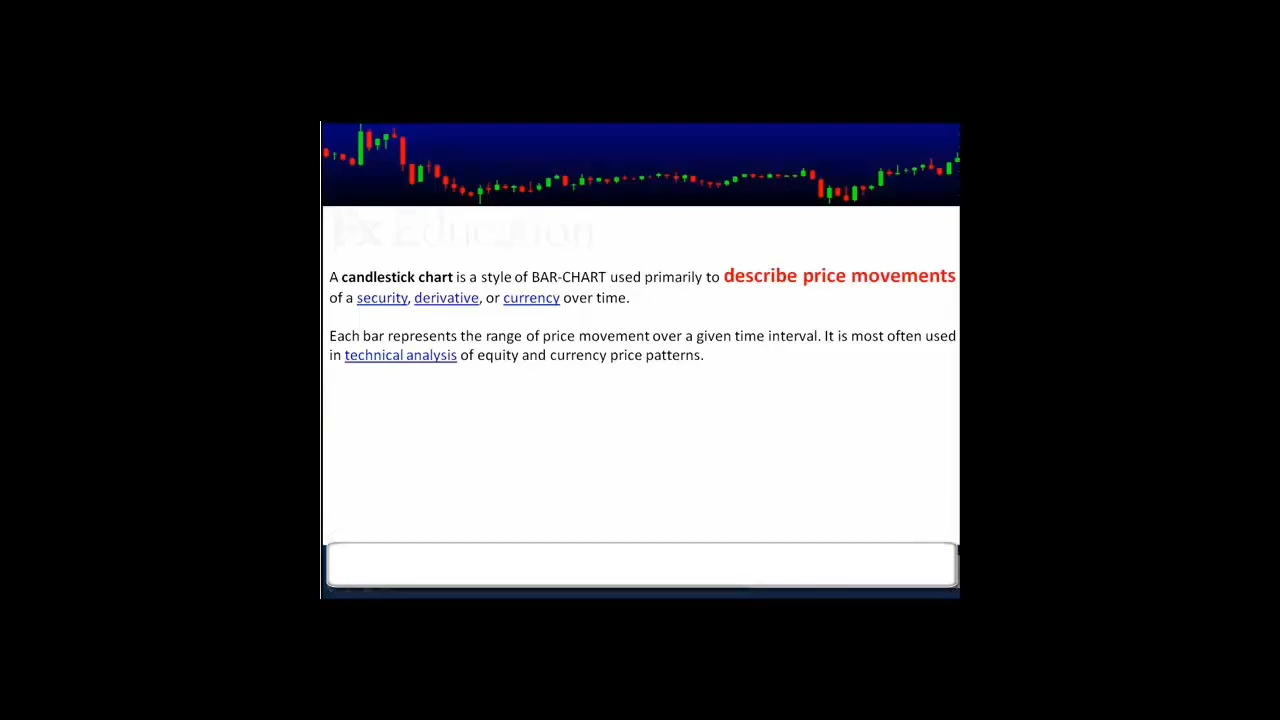 Fx Education
A candlestick chart is a style of BAR-CHART used primarily to describe price movements
of a security, derivative, or currency over time.
Each bar represents the range of price movement over a given time interval. It is most often used
in technical analysis of equity and currency price patterns.